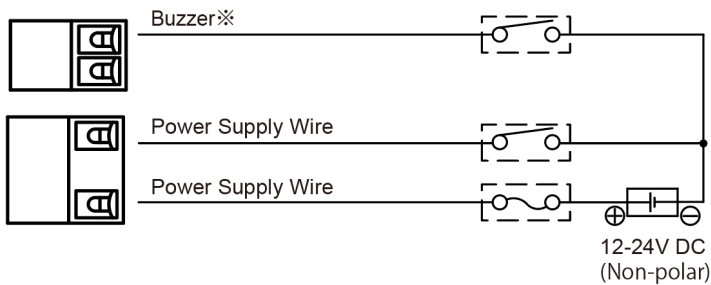 Buzzer※
Power Supply Wire
Power Supply Wire
⊕ ⊖
12-24V DC
(Non-polar)